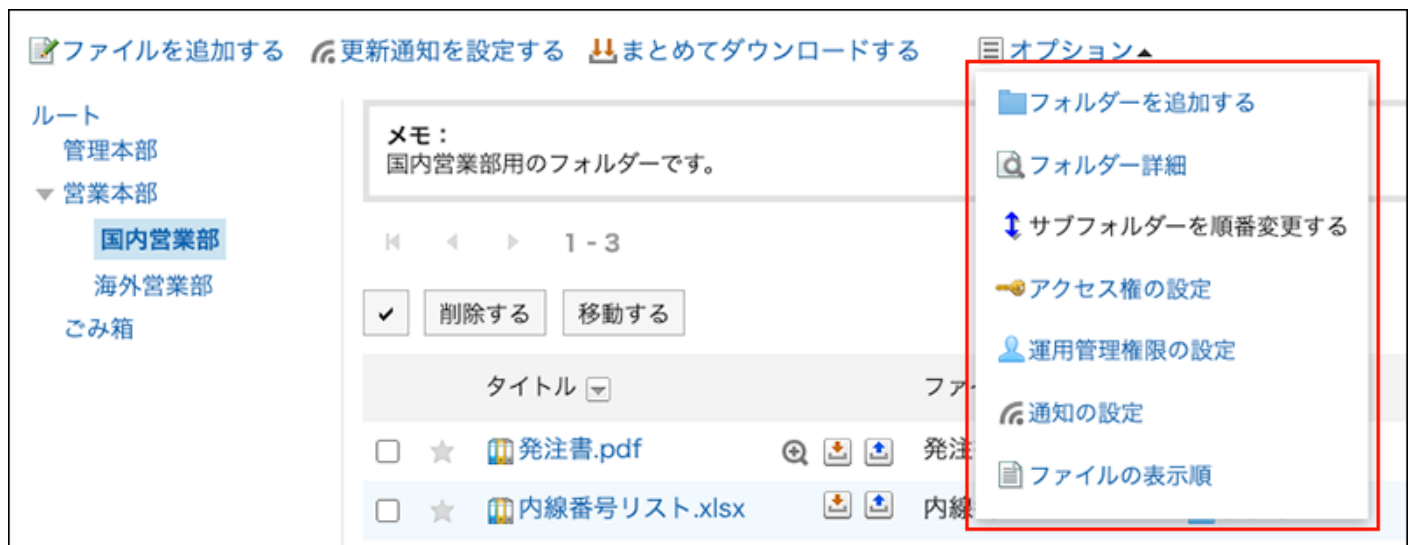 ファイルを追加する 更新通知を設定する まとめてダウンロードする オプション▲
ルート
管理本部
▼ 営業本部
国内営業部
海外営業部
ごみ箱
メモ：
国内営業部用のフォルダーです。
1 - 3
削除する 移動する
タイトル ファイ
発注書.pdf 発注
内線番号リスト.xlsx 内線
フォルダーを追加する
フォルダー詳細
サブフォルダーを順番変更する
アクセス権の設定
運用管理権限の設定
通知の設定
ファイルの表示順